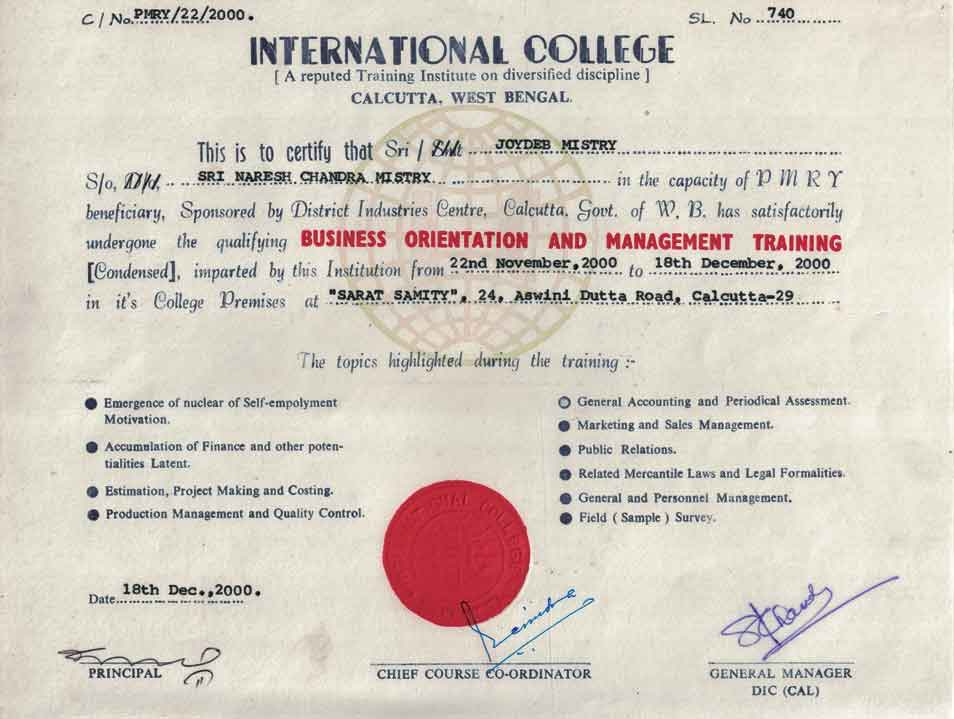 C/No. PMRY/22/2000.
SL. No 740
INTERNATIONAL COLLEGE
[ A reputed Training Institute on diversified discipline ]
CALCUTTA, WEST BENGAL.
This is to certify that Sri / Smt JOYDEB MISTRY
S/o, SRI NARESH CHANDRA MISTRY in the capacity of P M R Y
beneficiary, Sponsored by District Industries Centre, Calcutta, Govt. of W. B. has satisfactorily
undergone the qualifying BUSINESS ORIENTATION AND MANAGEMENT TRAINING
[Condensed], imparted by this Institution from 22nd November,2000 to 18th December, 2000
in it's College Premises at "SARAT SAMITY", 24, Aswini Dutta Road, Calcutta-29
The topics highlighted during the training :-
Emergence of nuclear of Self-empolyment
Motivation.
Accumulation of Finance and other poten-
tialities Latent.
Estimation, Project Making and Costing.
Production Management and Quality Control.
General Accounting and Periodical Assessment.
Marketing and Sales Management.
Public Relations.
Related Mercantile Laws and Legal Formalities.
General and Personnel Management.
Field ( Sample ) Survey.
Date 18th Dec.,2000.
PRINCIPAL
CHIEF COURSE CO-ORDINATOR
GENERAL MANAGER
DIC (CAL)